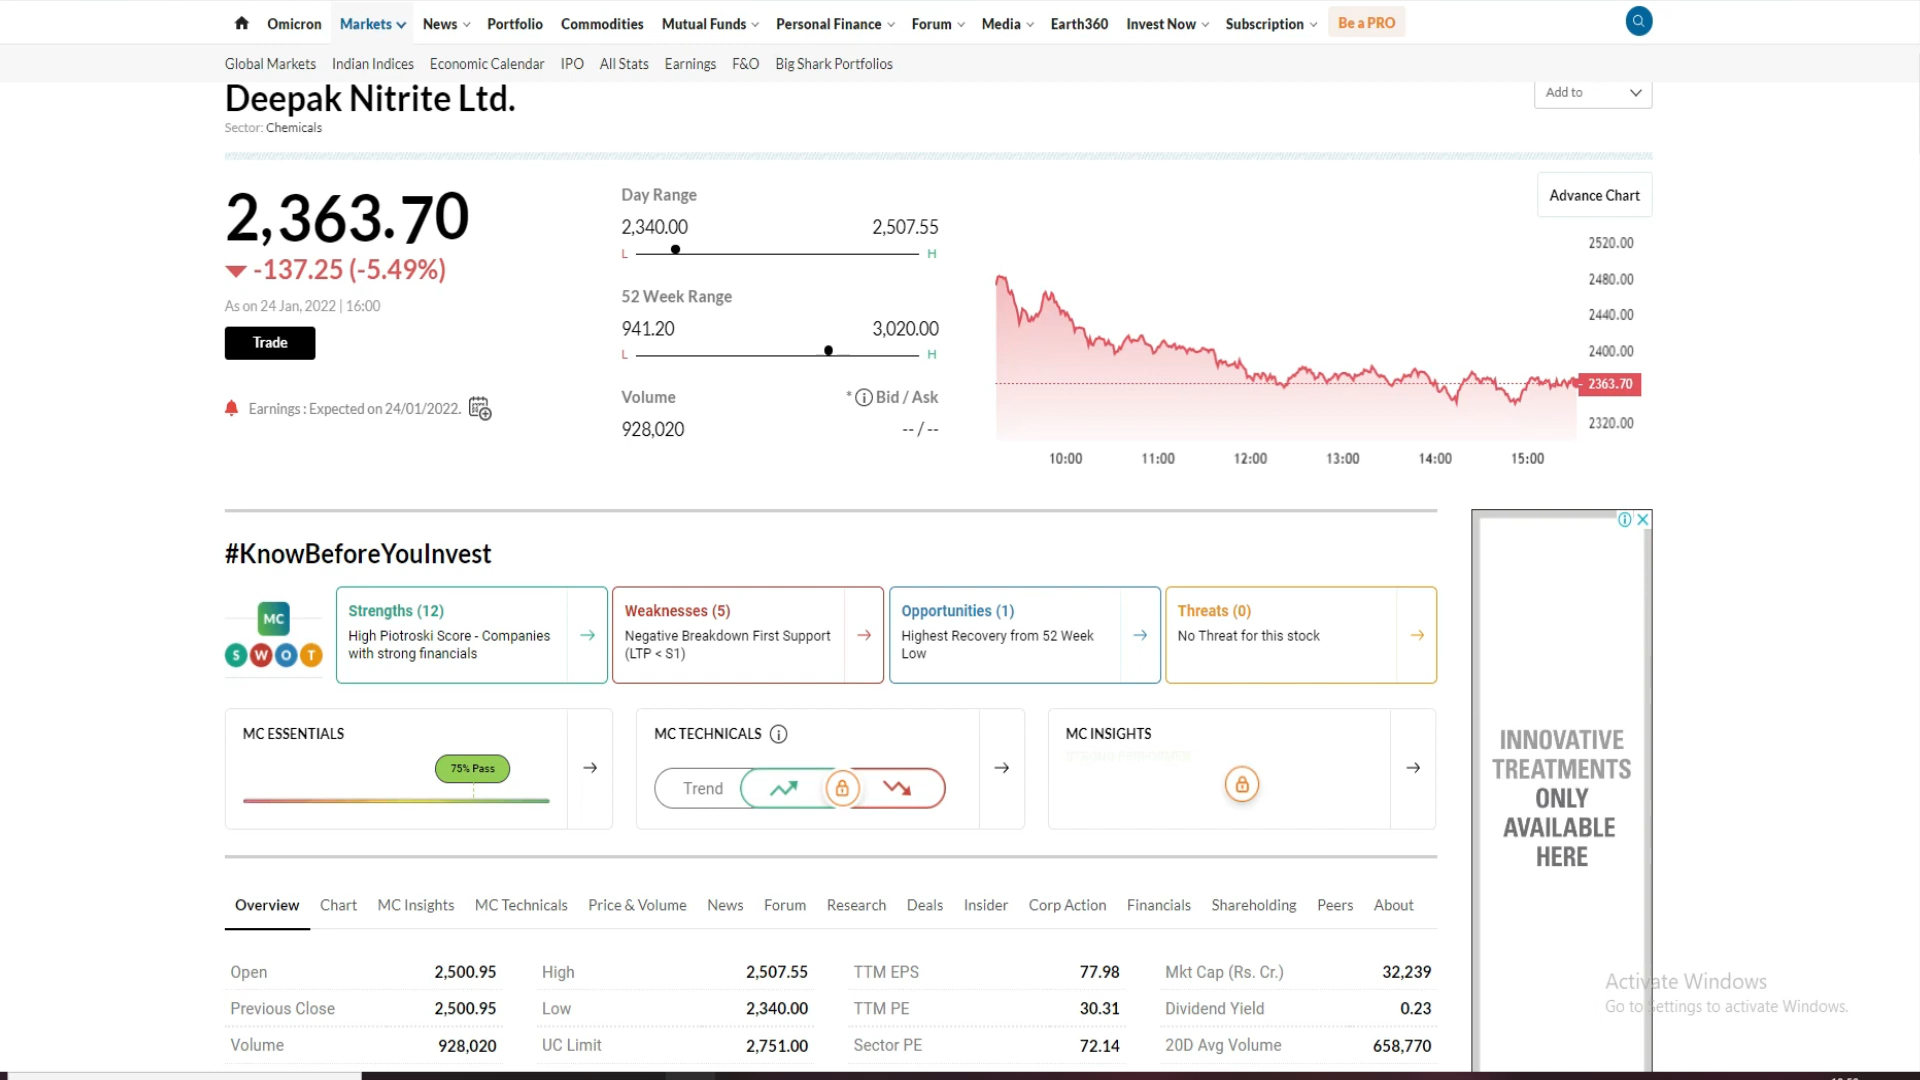 Omicron Markets News Portfolio Commodities Mutual Funds Personal Finance Forum Media Earth360 Invest Now Subscription Be a PRO
Global Markets Indian Indices Economic Calendar IPO All Stats Earnings F&O Big Shark Portfolios
Deepak Nitrite Ltd.
Add to
Sector: Chemicals
2,363.70
-137.25 (-5.49%)
As on 24 Jan, 2022 | 16:00
Trade
Earnings : Expected on 24/01/2022.
Day Range
2,340.00 2,507.55
L H
52 Week Range
941.20 3,020.00
L H
Volume * Bid / Ask
928,020 -- / --
Advance Chart
2520.00
2480.00
2440.00
2400.00
2363.70
2320.00
10:00 11:00 12:00 13:00 14:00 15:00
#KnowBeforeYouInvest
MC
S W O T
Strengths (12)
High Piotroski Score - Companies
with strong financials
Weaknesses (5)
Negative Breakdown First Support
(LTP < S1)
Opportunities (1)
Highest Recovery from 52 Week
Low
Threats (0)
No Threat for this stock
MC ESSENTIALS
75% Pass
MC TECHNICALS
Trend
MC INSIGHTS
INNOVATIVE
TREATMENTS
ONLY
AVAILABLE
HERE
Overview Chart MC Insights MC Technicals Price & Volume News Forum Research Deals Insider Corp Action Financials Shareholding Peers About
Open 2,500.95 High 2,507.55 TTM EPS 77.98 Mkt Cap (Rs. Cr.) 32,239
Previous Close 2,500.95 Low 2,340.00 TTM PE 30.31 Dividend Yield 0.23
Volume 928,020 UC Limit 2,751.00 Sector PE 72.14 20D Avg Volume 658,770
Activate Windows
Go to Settings to activate Windows.